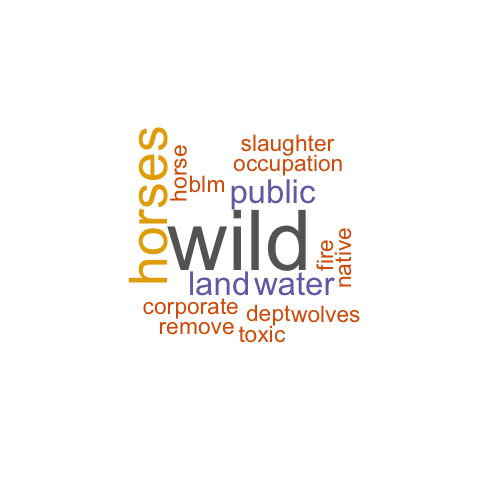 slaughter
occupation
horses
horse
blm
public
wild
fire
native
land
water
corporate
dept
wolves
remove
toxic